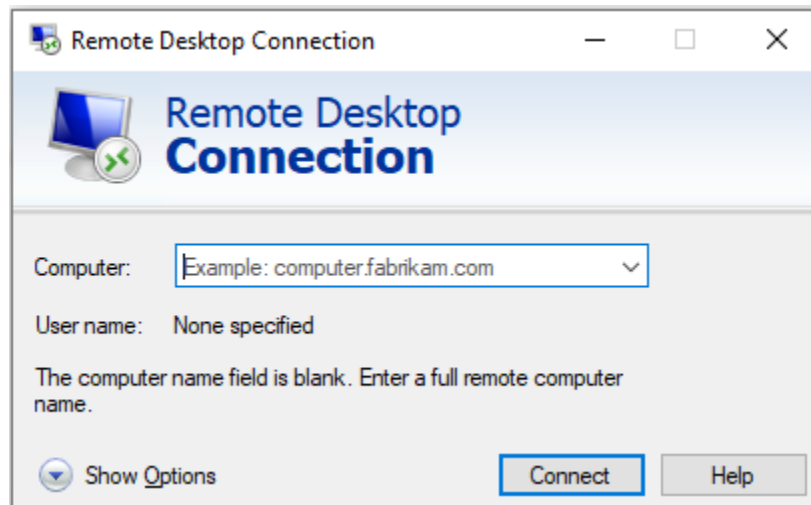 Remote Desktop Connection
Remote Desktop
Connection
Computer: Example: computer.fabrikam.com
User name: None specified
The computer name field is blank. Enter a full remote computer
name.
Show Options Connect Help